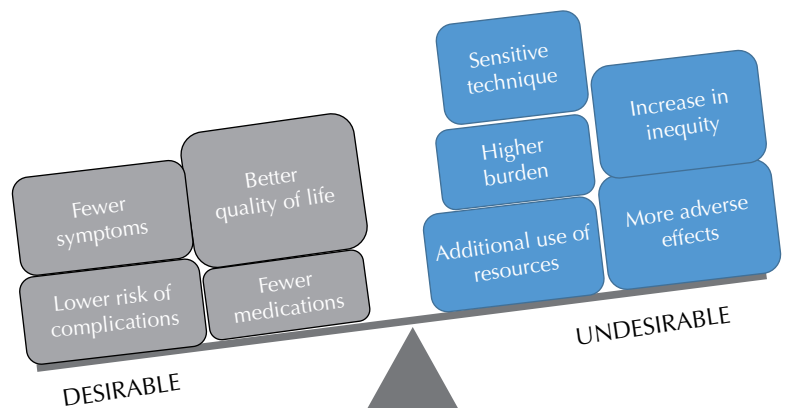 Fewer
symptoms
Better
quality of life
Lower risk of
complications
Fewer
medications
DESIRABLE
Sensitive
technique
Increase in
inequity
Higher
burden
Additional use of
resources
More adverse
effects
UNDESIRABLE